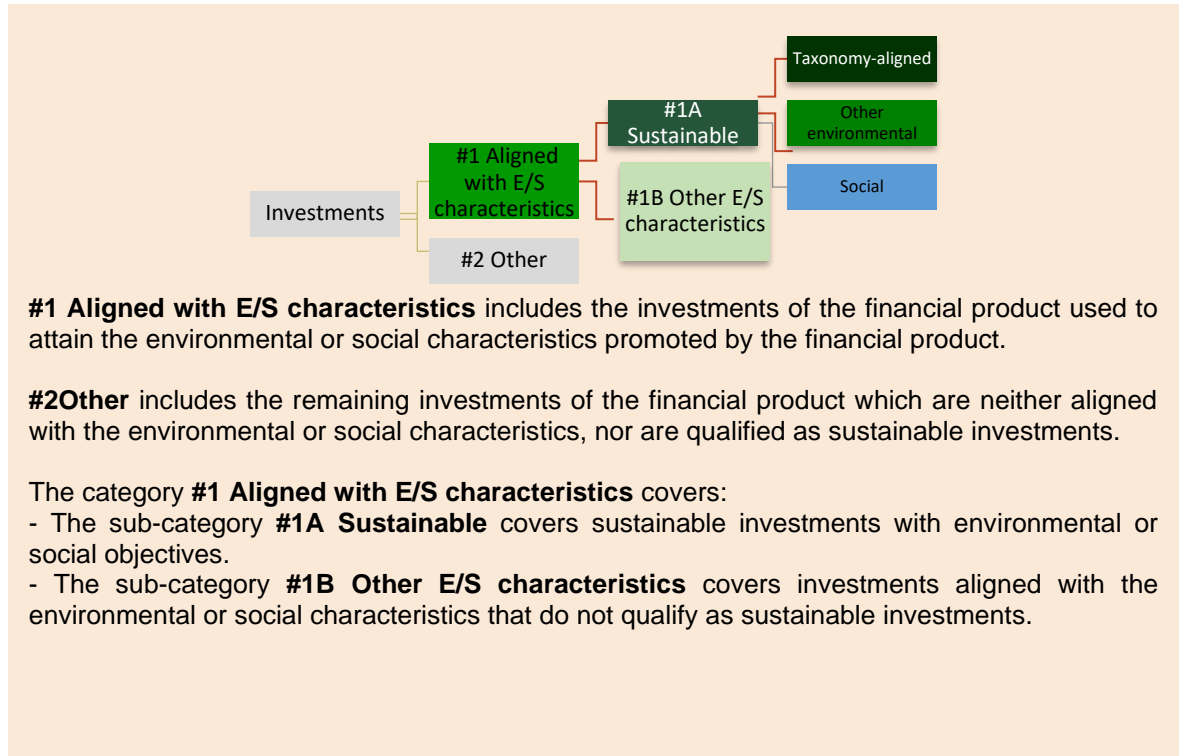 Taxonomy-aligned
#1A
Sustainable
Other
environmental
#1 Aligned
with E/S
characteristics
Social
#1B Other E/S
characteristics
Investments
#2 Other
#1 Aligned with E/S characteristics includes the investments of the financial product used to
attain the environmental or social characteristics promoted by the financial product.
#2Other includes the remaining investments of the financial product which are neither aligned
with the environmental or social characteristics, nor are qualified as sustainable investments.
The category #1 Aligned with E/S characteristics covers:
- The sub-category #1A Sustainable covers sustainable investments with environmental or
social objectives.
- The sub-category #1B Other E/S characteristics covers investments aligned with the
environmental or social characteristics that do not qualify as sustainable investments.